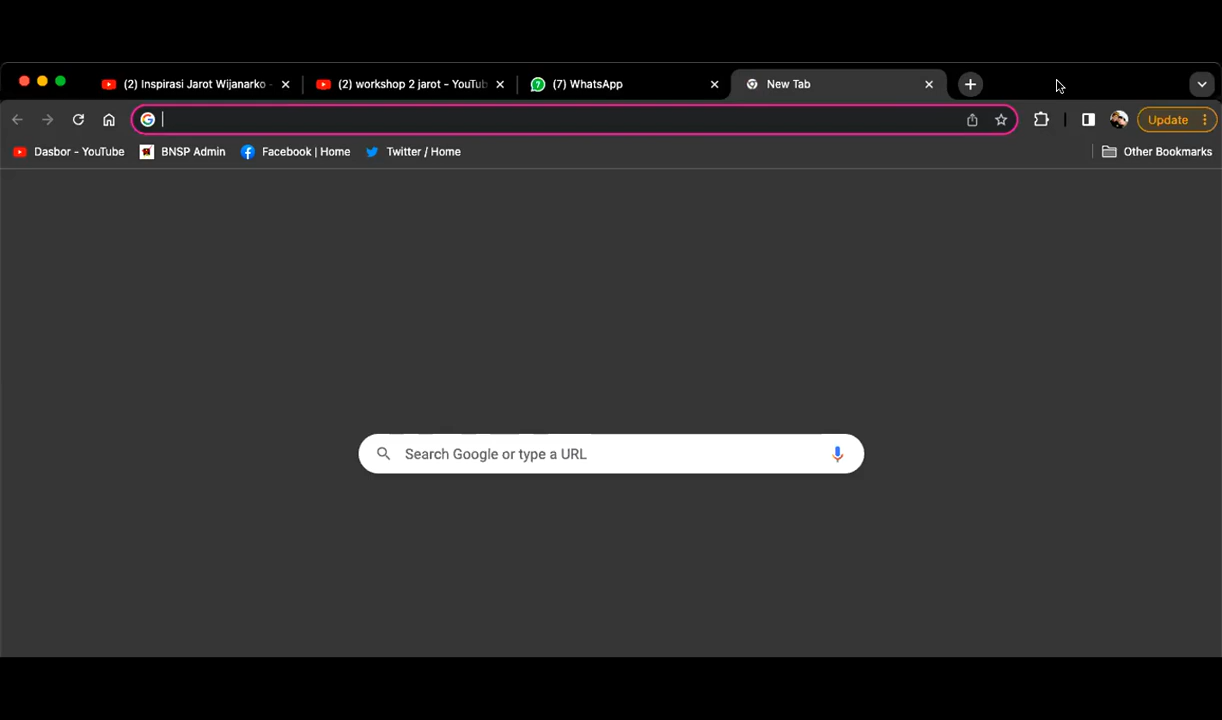 (2) Inspirasi Jarot Wijanarko - (2) workshop 2 jarot - YouTub 7 (7) WhatsApp New Tab
Update
Dasbor - YouTube BNSP Admin Facebook | Home Twitter / Home Other Bookmarks
Search Google or type a URL